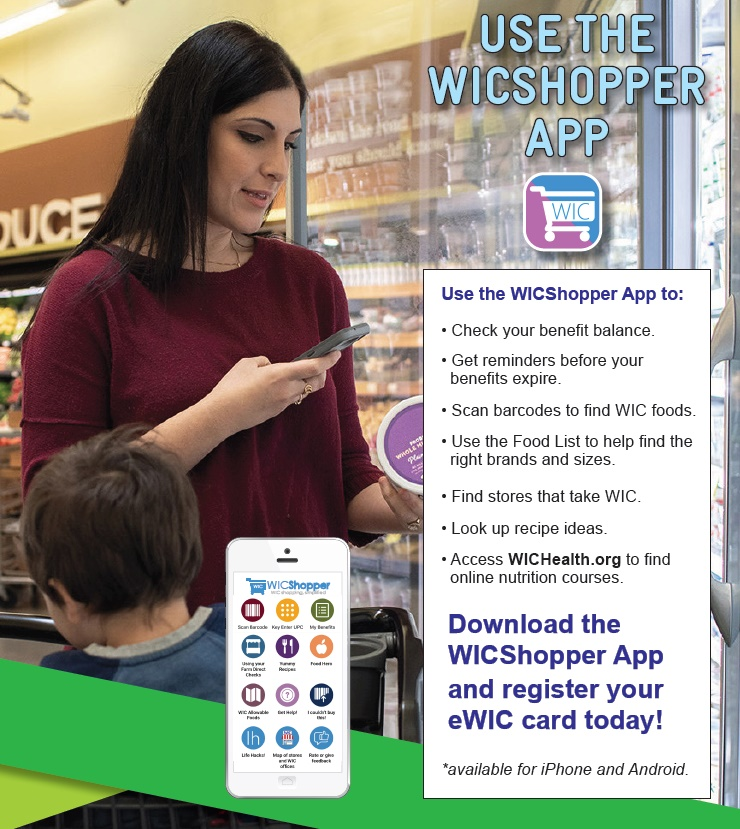 USE THE
WICSHOPPER
APP
WIC
DUCE
Use the WICShopper App to:
• Check your benefit balance.
• Get reminders before your
benefits expire.
• Scan barcodes to find WIC foods.
• Use the Food List to help find the
right brands and sizes.
• Find stores that take WIC.
• Look up recipe ideas.
• Access WICHealth.org to find
online nutrition courses.
Download the
WICShopper App
and register your
eWIC card today!
*available for iPhone and Android.
WIC
WICShopper
WIC shopping, simplified
Scan Barcode
Key Enter UPC
My Benefits
Using your
Farm Direct
Checks
Yummy
Recipes
Food Hero
WIC Allowable
Foods
Get Help!
I couldn't buy
this!
lh
Life Hacks!
Map of stores
and WIC
offices
Rate or give
feedback